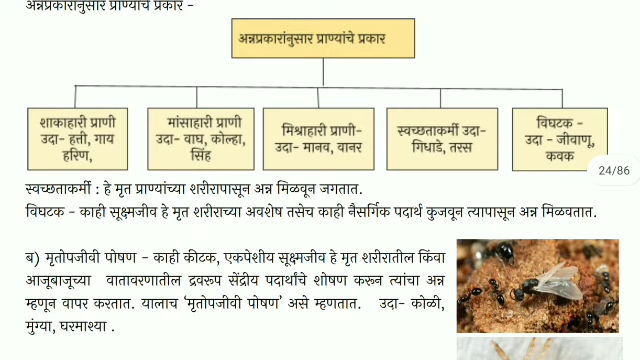 अन्नप्रकारांनुसार प्राण्यांचे प्रकार -
अन्नप्रकारांनुसार प्राण्यांचे प्रकार
शाकाहारी प्राणी
उदा- हत्ती, गाय
हरिण,
मांसाहारी प्राणी
उदा- वाघ, कोल्हा,
सिंह
मिश्राहारी प्राणी-
उदा- मानव, वानर
स्वच्छताकर्मी उदा-
गिधाडे, तरस
विघटक -
उदा - जीवाणू,
कवक
24/86
स्वच्छताकर्मी : हे मृत प्राण्यांच्या शरीरापासून अन्न मिळवून जगतात.
विघटक - काही सूक्ष्मजीव हे मृत शरीराच्या अवशेष तसेच काही नैसर्गिक पदार्थ कुजवून त्यापासून अन्न मिळवतात.
ब) मृतोपजीवी पोषण - काही कीटक, एकपेशीय सूक्ष्मजीव हे मृत शरीरातील किंवा
आजूबाजूच्या वातावरणातील द्रवरूप सेंद्रीय पदार्थांचे शोषण करून त्यांचा अन्न
म्हणून वापर करतात. यालाच ‘मृतोपजीवी पोषण’ असे म्हणतात. उदा- कोळी,
मुंग्या, घरमाश्या .